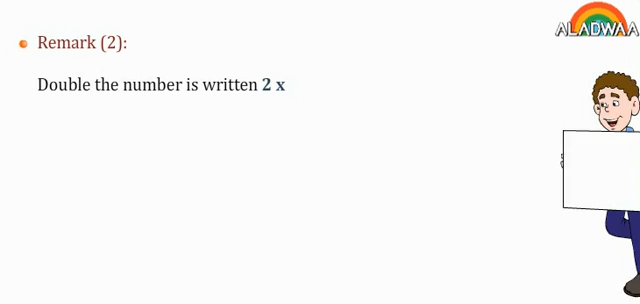 ALADWAA
Remark (2):
Double the number is written 2 x